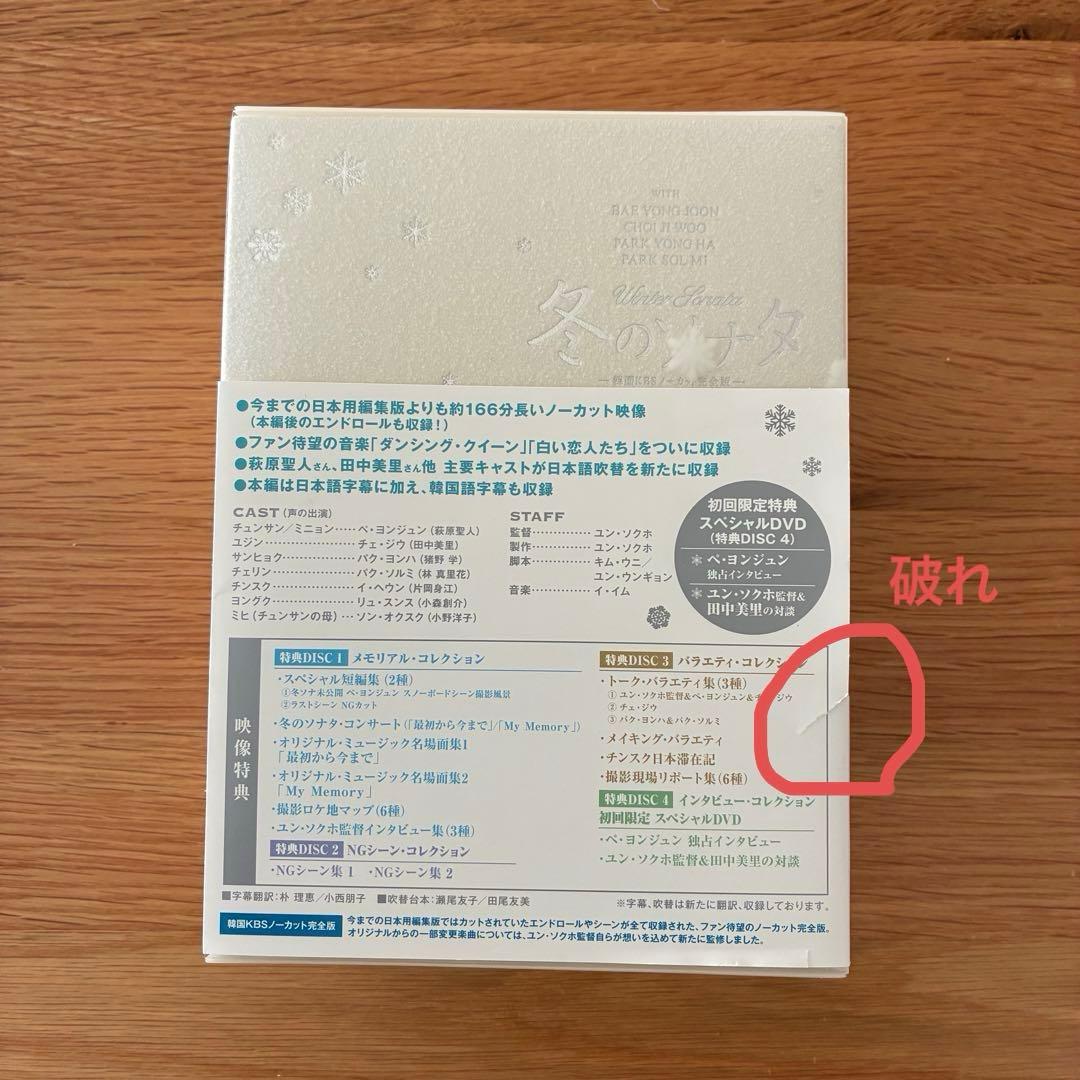 WITH
BAE YONG JOON
CHOI JI WOO
PARK YONG HA
PARK SOL MI
Winter Sonata
冬のソナタ
韓国KBSノーカット完全版
●今までの日本用編集版よりも約166分長いノーカット映像
(本編後のエンドロールも収録!)
●ファン待望の音楽「ダンシング・クイーン」「白い恋人たち」をついに収録
●萩原聖人さん、田中美里さん他 主要キャストが日本語吹替を新たに収録
●本編は日本語字幕に加え、韓国語字幕も収録
CAST(声の出演)
チュンサン/ミニョン……ペ・ヨンジュン(萩原聖人)
ユジン……チェ・ジウ(田中美里)
サンヒョク……パク・ヨンハ(猪野 学)
チェリン……パク・ソルミ(林 真里花)
チンスク……イ・ヘウン(片岡身江)
ヨングク……リュ・スンス(小森創介)
ミヒ(チュンサンの母)…ソン・オクスク(小野洋子)
STAFF
監督……ユン・ソクホ
製作……ユン・ソクホ
脚本……キム・ウニ/
ユン・ウンギョン
音楽……イ・イム
初回限定特典
スペシャルDVD
(特典DISC 4)
ペ・ヨンジュン
独占インタビュー
ユン・ソクホ監督&
田中美里の対談
破れ
映像特典
特典DISC 1 メモリアル・コレクション
・スペシャル短編集(2種)
①冬ソナ未公開 ペ・ヨンジュン スノーボードシーン撮影風景
②ラストシーン NGカット
・冬のソナタ・コンサート(「最初から今まで」/「My Memory」)
・オリジナル・ミュージック名場面集1
「最初から今まで」
・オリジナル・ミュージック名場面集2
「My Memory」
・撮影ロケ地マップ(6種)
・ユン・ソクホ監督インタビュー集(3種)
特典DISC 2 NGシーン・コレクション
・NGシーン集 1 ・NGシーン集 2
特典DISC 3 バラエティ・コレクション
・トーク・バラエティ集(3種)
① ユン・ソクホ監督&ペ・ヨンジュン&チェ・ジウ
② チェ・ジウ
③ パク・ヨンハ&パク・ソルミ
・メイキング・バラエティ
・チンスク日本滞在記
・撮影現場リポート集(6種)
特典DISC 4 インタビュー・コレクション
初回限定 スペシャルDVD
・ペ・ヨンジュン 独占インタビュー
・ユン・ソクホ監督&田中美里の対談
■字幕翻訳:朴 理恵/小西朋子 ■吹替台本:瀬尾友子/田尾友美
※字幕、吹替は新たに翻訳、収録しております。
韓国KBSノーカット完全版 今までの日本用編集版ではカットされていたエンドロールやシーンが全て収録された、ファン待望のノーカット完全版。
オリジナルからの一部変更楽曲については、ユン・ソクホ監督自らが想いを込めて新たに監修しました。